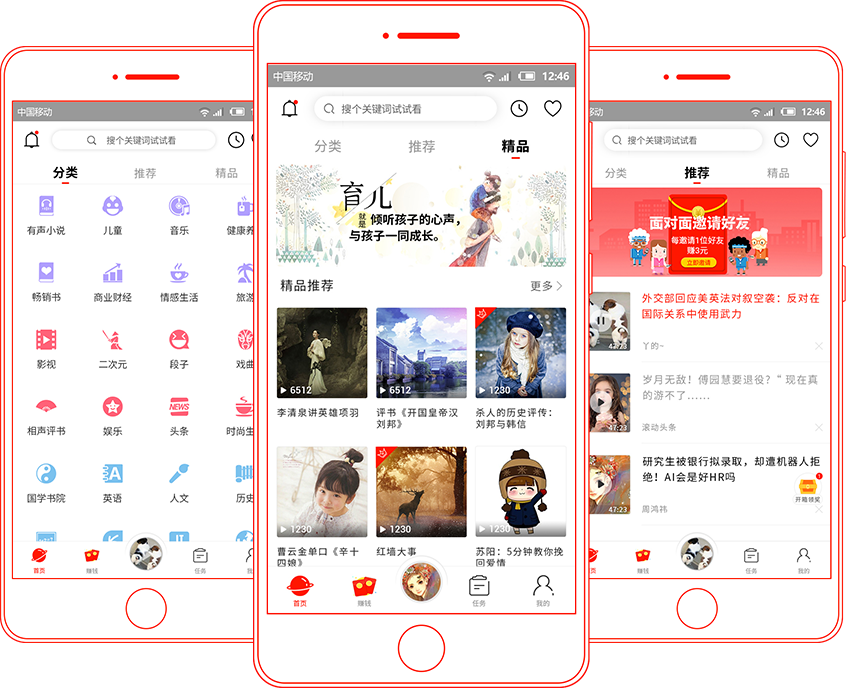 中国移动
搜个关键词试试看
分类
推荐
精品
有声小说
儿童
音乐
健康养
畅销书
商业财经
情感生活
旅游
影视
二次元
段子
戏曲
相声评书
娱乐
NEWS
头条
时尚生
国学书院
A
英语
人文
历史
首页
赚钱
任务
中国移动
12:46
搜个关键词试试看
分类
推荐
精品
育儿
就是
倾听孩子的心声,
与孩子一同成长。
精品推荐
更多
6512
6512
1230
李清泉讲英雄项羽
评书《开国皇帝汉
刘邦》
杀人的历史评传:
刘邦与韩信
1230
1230
1230
曹云金单口《辛十
四娘》
红墙大事
苏阳:5分钟教你挽
回爱情
首页
赚钱
任务
我的
移动
12:46
搜个关键词试试看
分类
推荐
精品
面对面邀请好友
每邀请1位好友
赚3元
立即邀请
外交部回应美英法对叙空袭:反对在
国际关系中使用武力
47:23
丫的~
岁月无敌!傅园慧要退役?“ 现在真
的游不了......
47:23
滚动头条
研究生被银行拟录取,却遭机器人拒
绝!AI会是好HR吗
47:23
周鸿祎
开箱领奖
赚钱
任务
我的